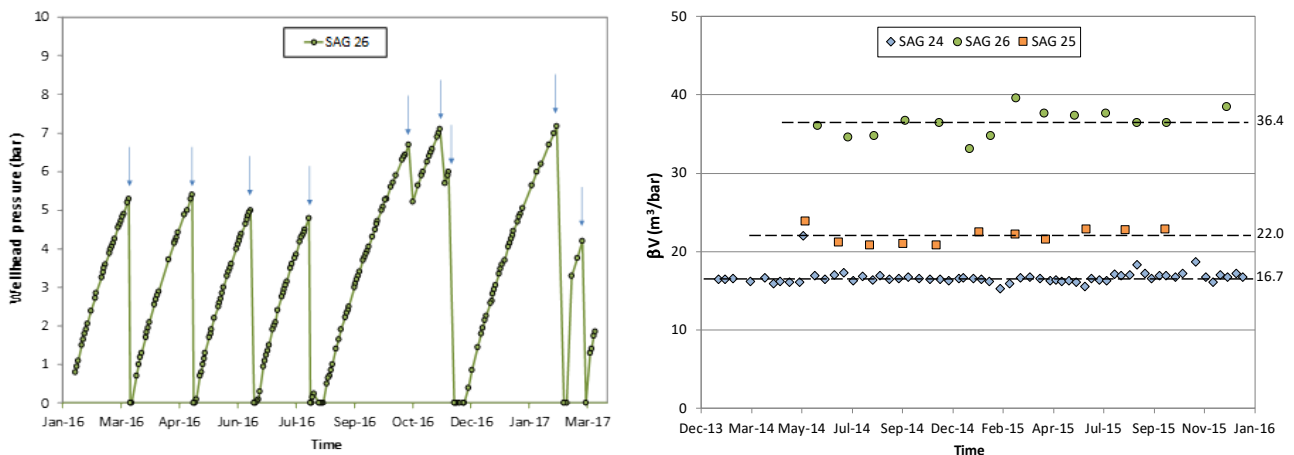 10
9
8
7
6
5
4
3
2
1
0
Wellhead pressure (bar)
SAG 26
Jan-16 Mar-16 Apr-16 Jun-16 Jul-16 Sep-16 Oct-16 Dec-16 Jan-17 Mar-17
Time
50
40
30
20
10
0
βV (m³/bar)
SAG 24 SAG 26 SAG 25
36.4
22.0
16.7
Dec-13 Mar-14 May-14 Jul-14 Sep-14 Dec-14 Feb-15 Apr-15 Jul-15 Sep-15 Nov-15 Jan-16
Time